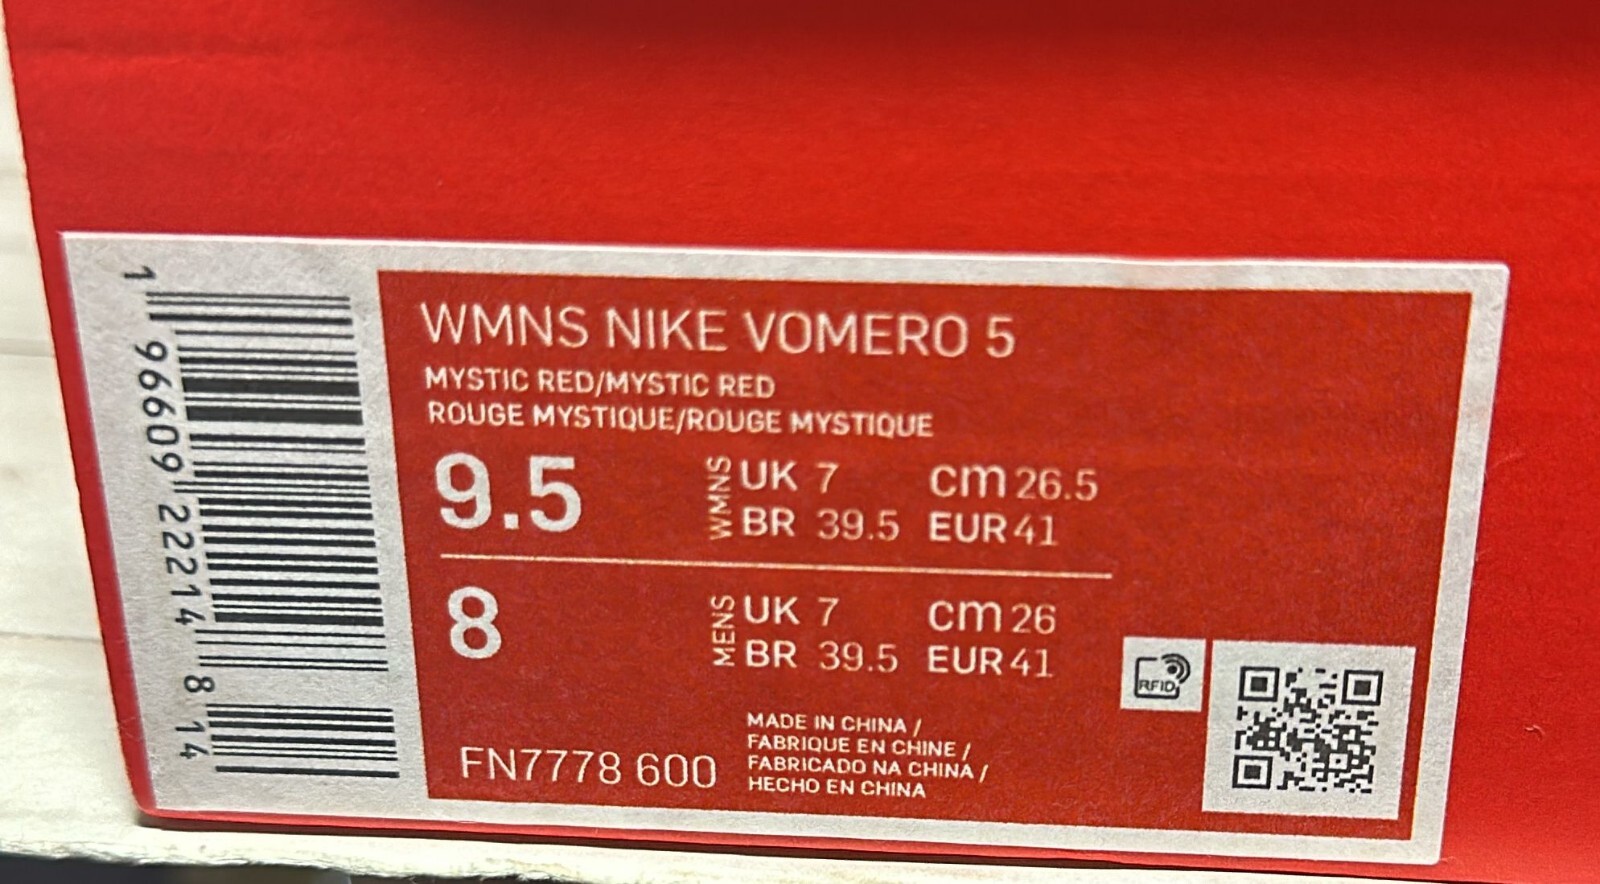 1 96609 22214 8 14
WMNS NIKE VOMERO 5
MYSTIC RED/MYSTIC RED
ROUGE MYSTIQUE/ROUGE MYSTIQUE
9.5 WMNS UK 7 cm 26.5
BR 39.5 EUR 41
8 MENS UK 7 cm 26
BR 39.5 EUR 41
FN7778 600
MADE IN CHINA /
FABRIQUE EN CHINE /
FABRICADO NA CHINA /
HECHO EN CHINA
RFID